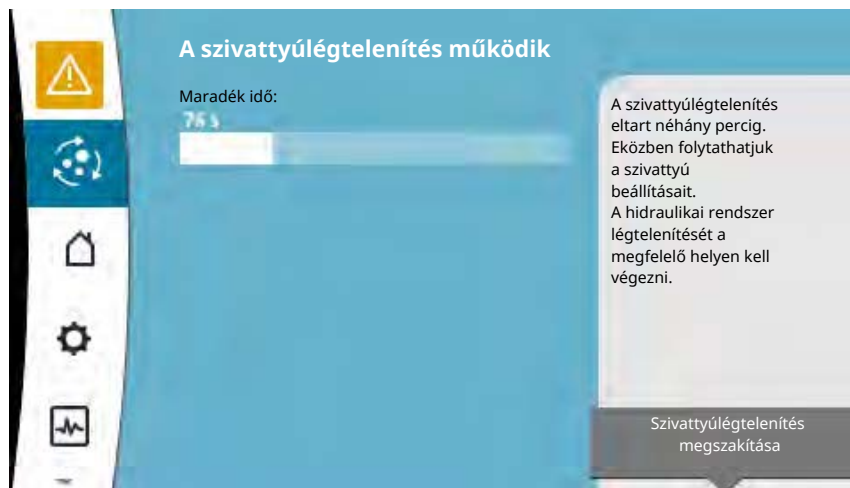 A szivattyúlégtelenítés működik
Maradék idő:
76 s
A szivattyúlégtelenítés
eltart néhány percig.
Eközben folytathatjuk
a szivattyú
beállításait.
A hidraulikai rendszer
légtelenítését a
megfelelő helyen kell
végezni.
Szivattyúlégtelenítés
megszakítása